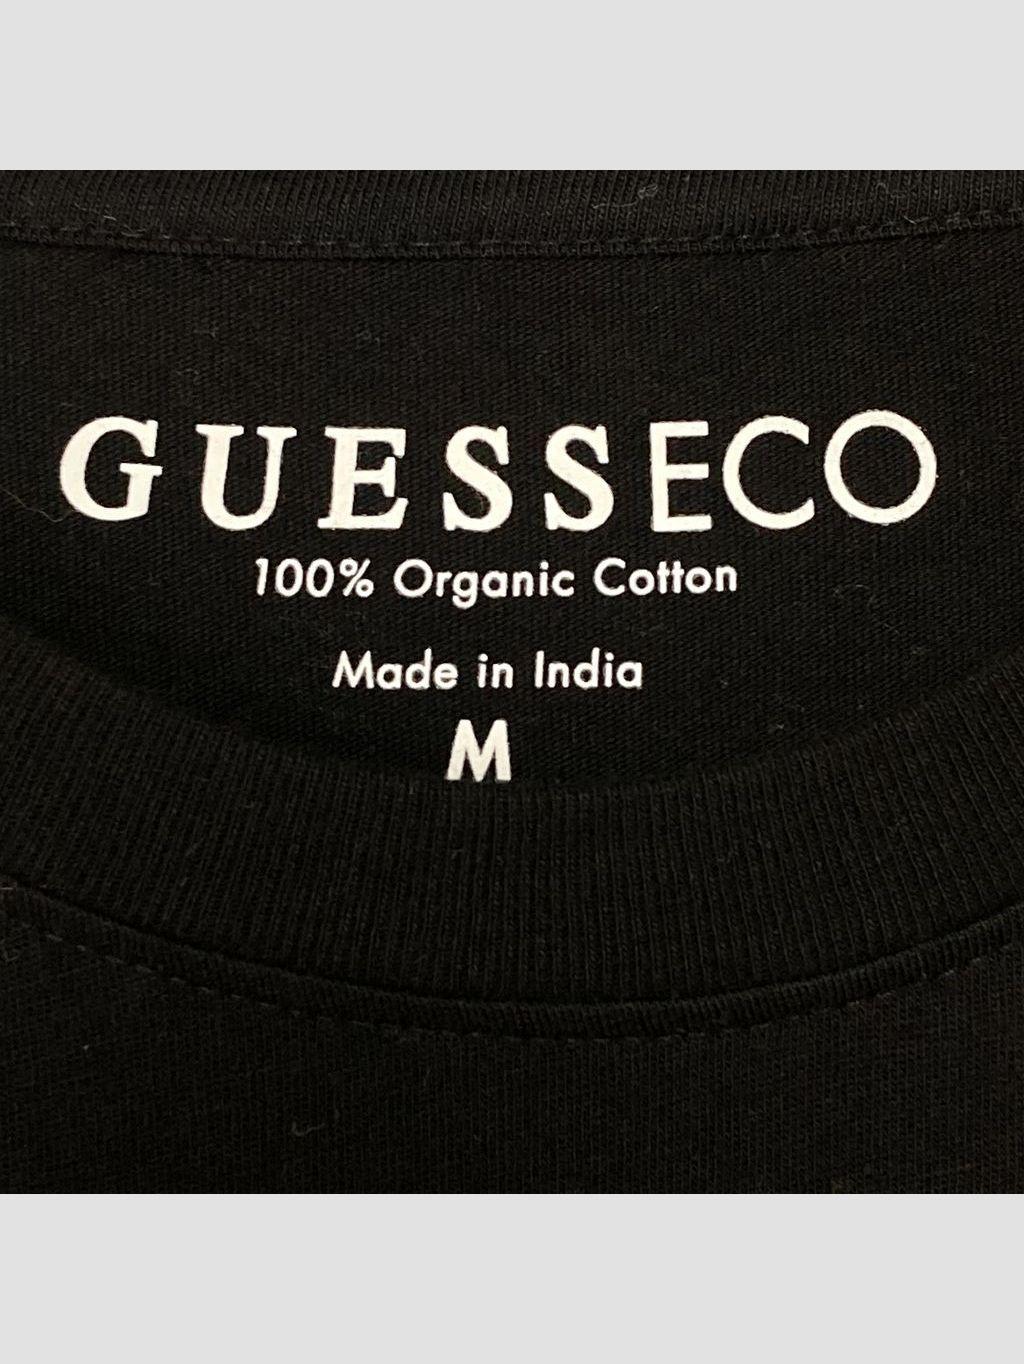 GUESSECO
100% Organic Cotton
Made in India
M